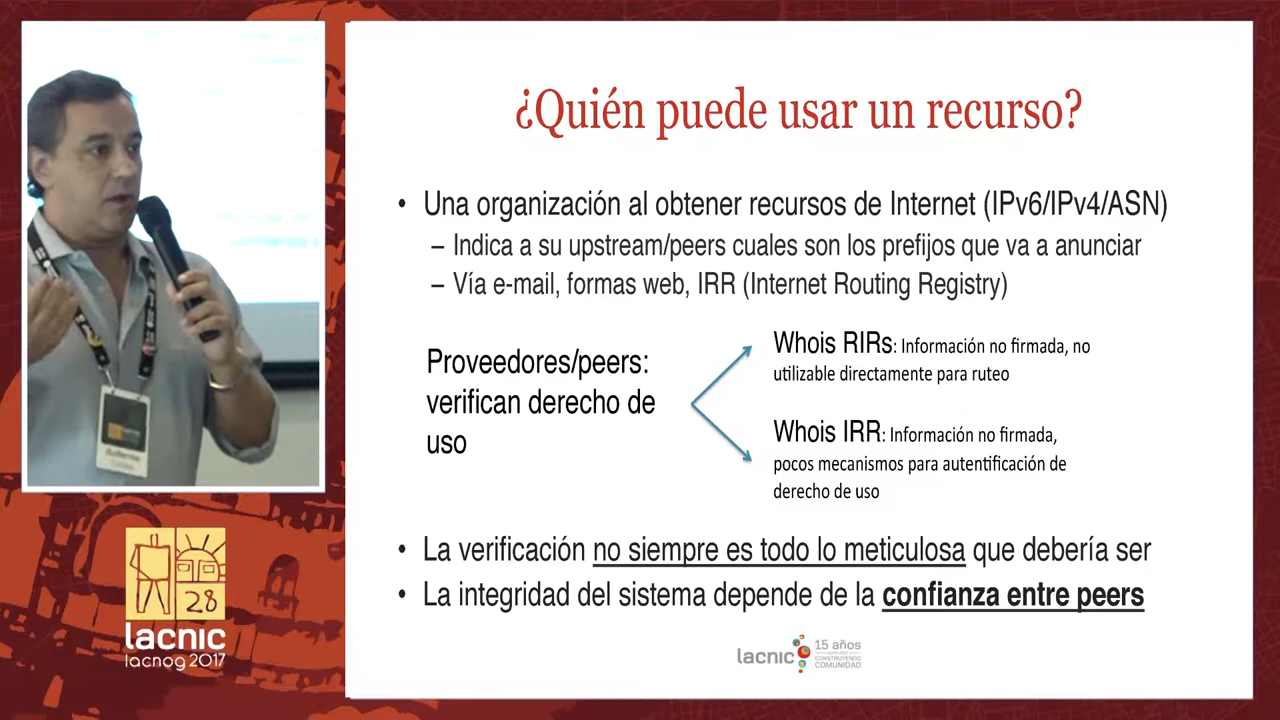 ¿Quién puede usar un recurso?
• Una organización al obtener recursos de Internet (IPv6/IPv4/ASN)
– Indica a su upstream/peers cuales son los prefijos que va a anunciar
– Vía e-mail, formas web, IRR (Internet Routing Registry)
Proveedores/peers:
verifican derecho de
uso
Whois RIRs: Información no firmada, no
utilizable directamente para ruteo
Whois IRR: Información no firmada,
pocos mecanismos para autentificación de
derecho de uso
• La verificación no siempre es todo lo meticulosa que debería ser
• La integridad del sistema depende de la confianza entre peers
lacnic
15 años
CONSTRUYENDO
COMUNIDAD
Guillermo
28
lacnic
lacnog 2017